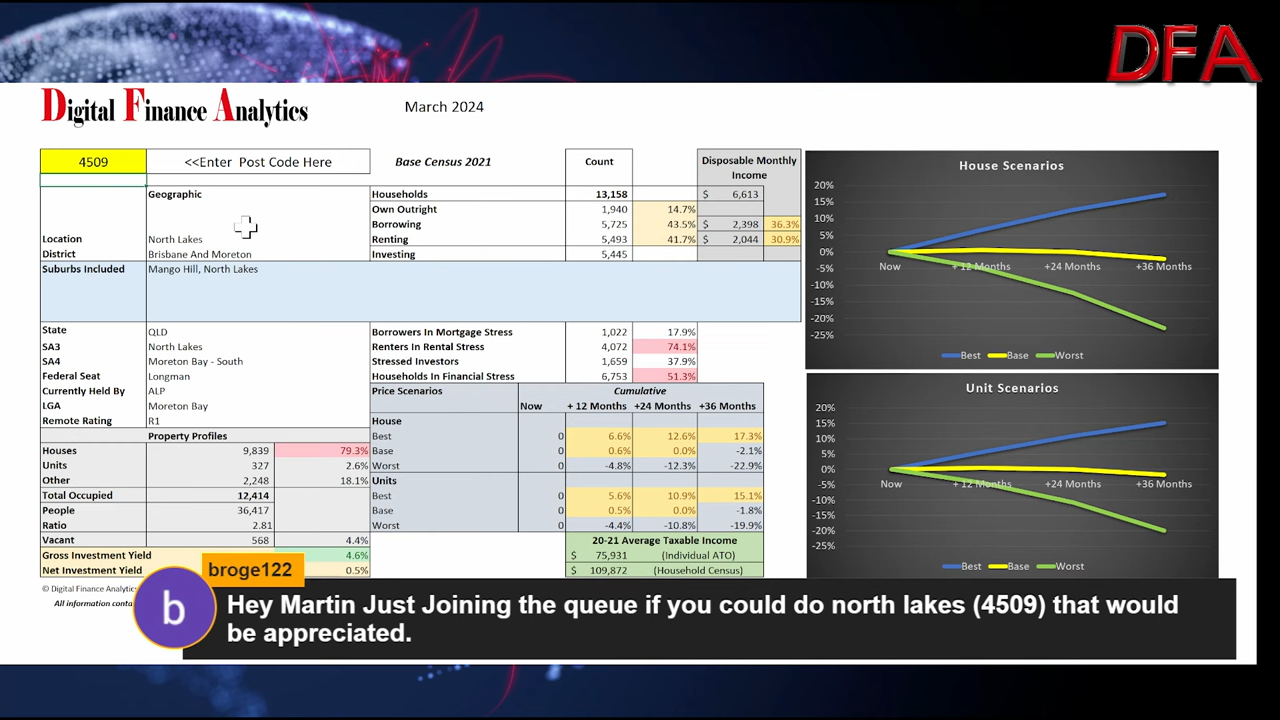 DFA
Digital Finance Analytics
March 2024
4509 <<Enter Post Code Here Base Census 2021 Count Disposable Monthly Income
Geographic Households 13,158 $ 6,613
Own Outright 1,940 14.7%
Borrowing 5,725 43.5% $ 2,398 36.3%
Location North Lakes Renting 5,493 41.7% $ 2,044 30.9%
District Brisbane And Moreton Investing 5,445
Suburbs Included Mango Hill, North Lakes
State QLD Borrowers In Mortgage Stress 1,022 17.9%
SA3 North Lakes Renters In Rental Stress 4,072 74.1%
SA4 Moreton Bay - South Stressed Investors 1,659 37.9%
Federal Seat Longman Households In Financial Stress 6,753 51.3%
Currently Held By ALP Price Scenarios Cumulative
LGA Moreton Bay Now + 12 Months +24 Months +36 Months
Remote Rating R1 House
Property Profiles Best 0 6.6% 12.6% 17.3%
Houses 9,839 79.3% Base 0 0.6% 0.0% -2.1%
Units 327 2.6% Worst 0 -4.8% -12.3% -22.9%
Other 2,248 18.1% Units
Total Occupied 12,414 Best 0 5.6% 10.9% 15.1%
People 36,417 Base 0 0.5% 0.0% -1.8%
Ratio 2.81 Worst 0 -4.4% -10.8% -19.9%
Vacant 568 4.4% 20-21 Average Taxable Income
Gross Investment Yield 4.6% $ 75,931 (Individual ATO)
Net Investment Yield 0.5% $ 109,872 (Household Census)
© Digital Finance Analytics
All information
House Scenarios
20%
15%
10%
5%
0%
-5%
-10%
-15%
-20%
-25%
Now + 12 Months +24 Months +36 Months
Best Base Worst
Unit Scenarios
20%
15%
10%
5%
0%
-5%
-10%
-15%
-20%
-25%
Now + 12 Months +24 Months +36 Months
Best Base Worst
broge122
b
Hey Martin Just Joining the queue if you could do north lakes (4509) that would
be appreciated.